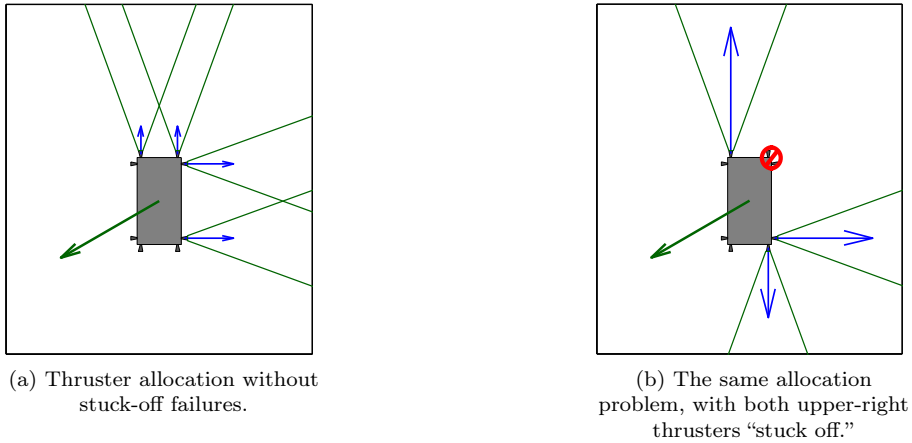 (a) Thruster allocation without
stuck-off failures.
(b) The same allocation
problem, with both upper-right
thrusters “stuck off.”